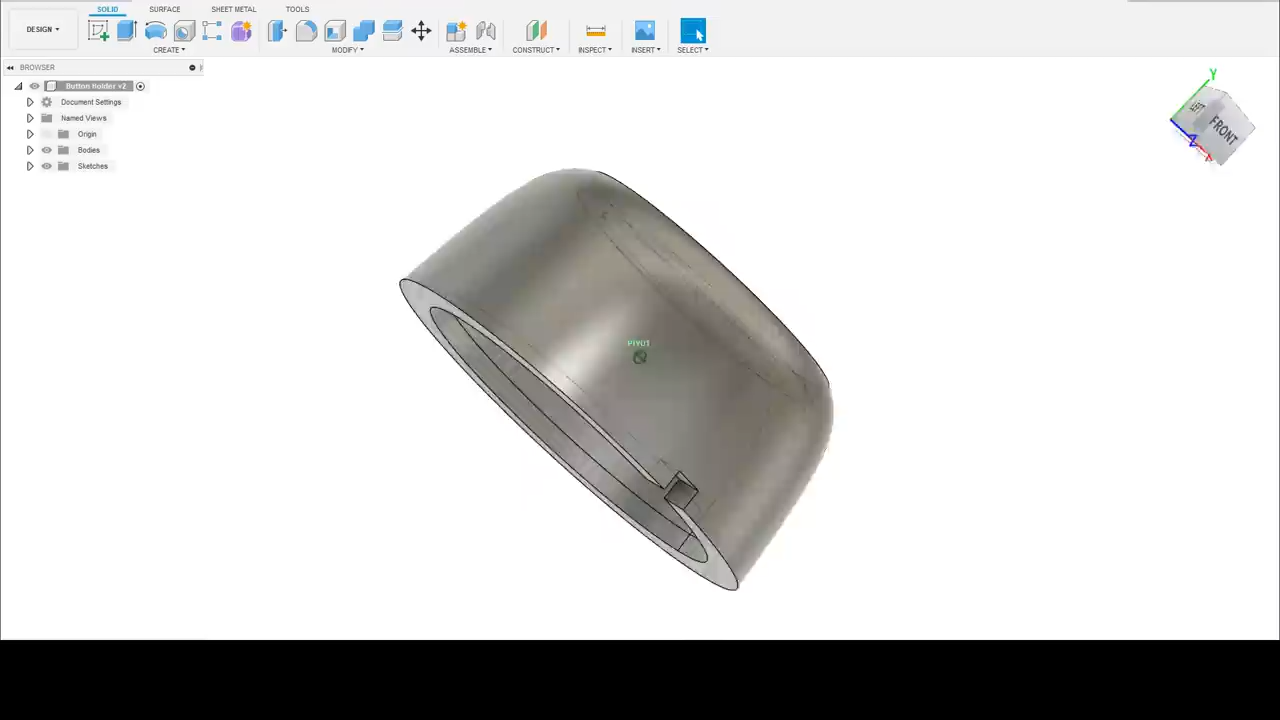 SOLID SURFACE SHEET METAL TOOLS
DESIGN
CREATE MODIFY ASSEMBLE CONSTRUCT INSPECT INSERT SELECT
BROWSER
Button Holder v2
Document Settings
Named Views
Origin
Bodies
Sketches
Y
LEFT
FRONT
Z
PIVOT